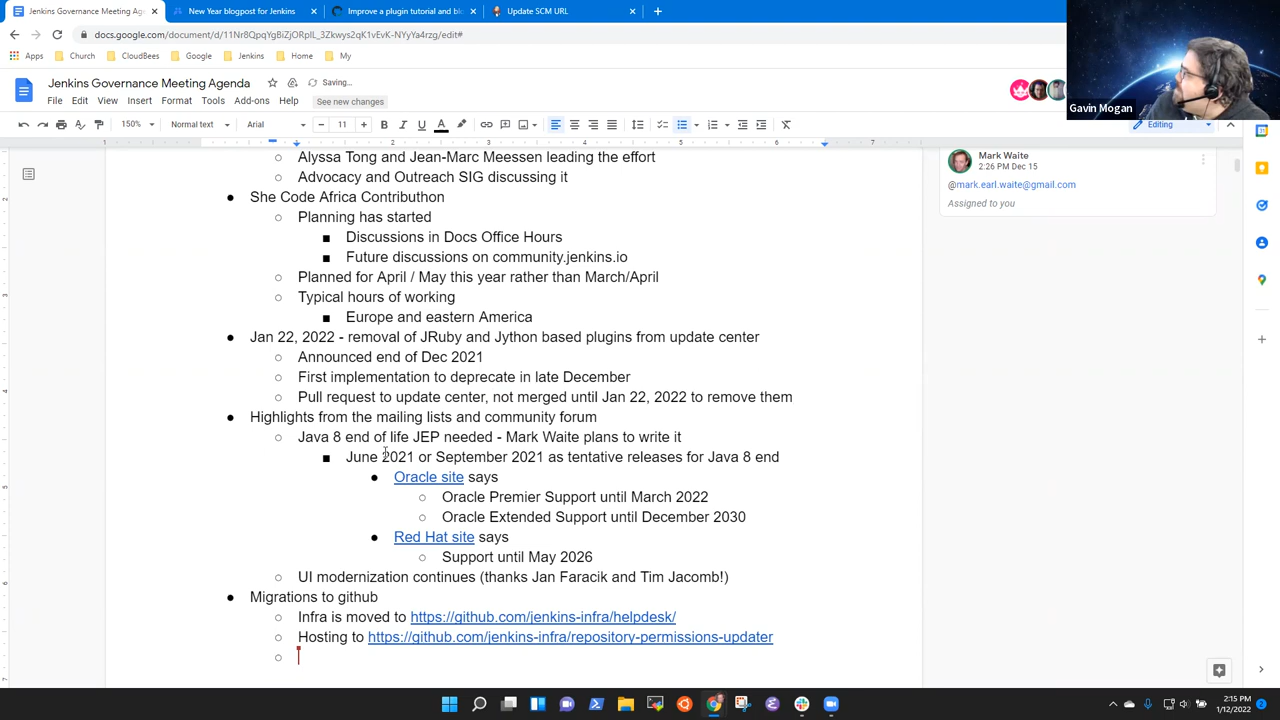 Jenkins Governance Meeting Ag
New Year blogpost for Jenkins
Improve a plugin tutorial and blo
Update SCM URL
docs.google.com/document/d/11Nr8QpqYgBiZjORpIL_3Zkwys2qK1vEvK-NYyYa4rzg/edit#
Apps
Church
CloudBees
Google
Jenkins
Home
My
Gavin Mogan
Jenkins Governance Meeting Agenda
Saving...
File Edit View Insert Format Tools Add-ons Help
See new changes
150%
Normal text
Arial
11
Editing
Alyssa Tong and Jean-Marc Meessen leading the effort
Advocacy and Outreach SIG discussing it
She Code Africa Contributhon
Planning has started
Discussions in Docs Office Hours
Future discussions on community.jenkins.io
Planned for April / May this year rather than March/April
Typical hours of working
Europe and eastern America
Jan 22, 2022 - removal of JRuby and Jython based plugins from update center
Announced end of Dec 2021
First implementation to deprecate in late December
Pull request to update center, not merged until Jan 22, 2022 to remove them
Highlights from the mailing lists and community forum
Java 8 end of life JEP needed - Mark Waite plans to write it
June 2021 or September 2021 as tentative releases for Java 8 end
Oracle site says
Oracle Premier Support until March 2022
Oracle Extended Support until December 2030
Red Hat site says
Support until May 2026
UI modernization continues (thanks Jan Faracik and Tim Jacomb!)
Migrations to github
Infra is moved to https://github.com/jenkins-infra/helpdesk/
Hosting to https://github.com/jenkins-infra/repository-permissions-updater
Mark Waite
2:26 PM Dec 15
@mark.earl.waite@gmail.com
Assigned to you
2:15 PM
1/12/2022